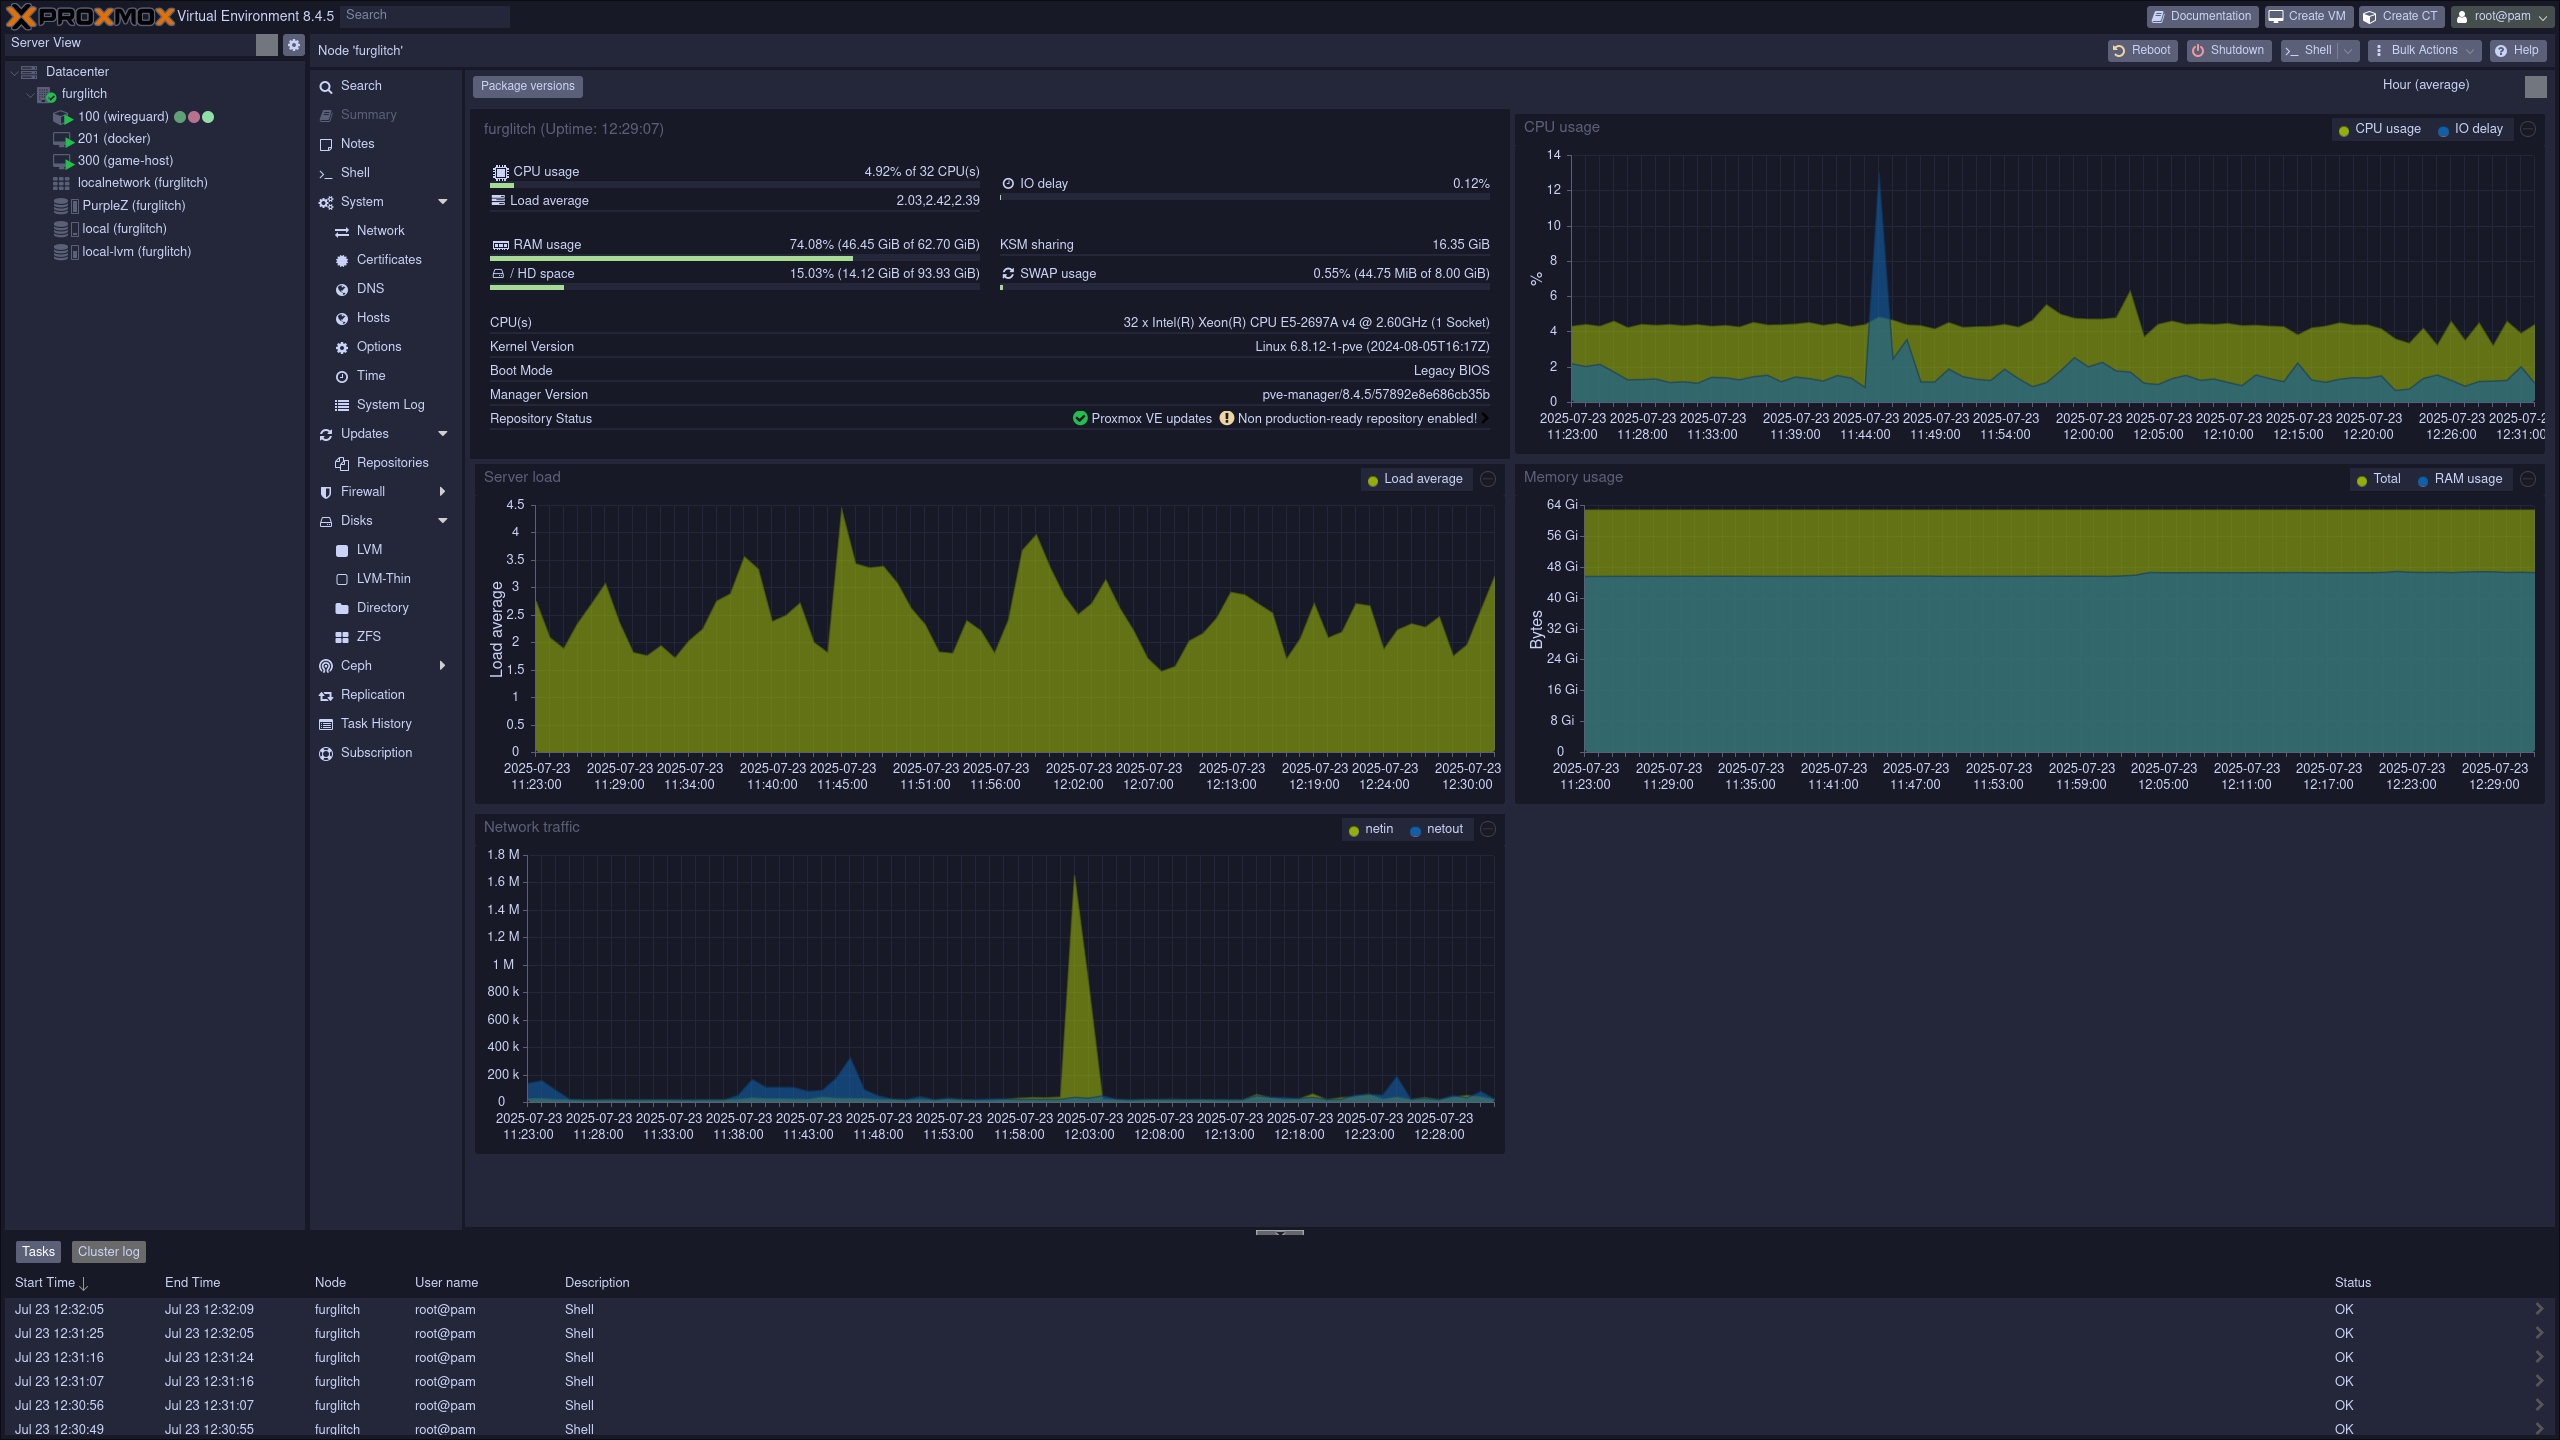 PROXMOX Virtual Environment 8.4.5 Search Documentation Create VM Create CT root@pam
Server View
Datacenter
furglitch
100 (wireguard)
201 (docker)
300 (game-host)
localnetwork (furglitch)
PurpleZ (furglitch)
local (furglitch)
local-lvm (furglitch)
Node 'furglitch' Reboot Shutdown Shell Bulk Actions Help
Search
Summary
Notes
Shell
System
Network
Certificates
DNS
Hosts
Options
Time
System Log
Updates
Repositories
Firewall
Disks
LVM
LVM-Thin
Directory
ZFS
Ceph
Replication
Task History
Subscription
Package versions Hour (average)
furglitch (Uptime: 12:29:07)
CPU usage 4.92% of 32 CPU(s)
Load average 2.03,2.42,2.39
IO delay 0.12%
RAM usage 74.08% (46.45 GiB of 62.70 GiB)
KSM sharing 16.35 GiB
/ HD space 15.03% (14.12 GiB of 93.93 GiB)
SWAP usage 0.55% (44.75 MiB of 8.00 GiB)
CPU(s) 32 x Intel(R) Xeon(R) CPU E5-2697A v4 @ 2.60GHz (1 Socket)
Kernel Version Linux 6.8.12-1-pve (2024-08-05T16:17Z)
Boot Mode Legacy BIOS
Manager Version pve-manager/8.4.5/57892e8e686cb35b
Repository Status Proxmox VE updates Non production-ready repository enabled!
CPU usage CPU usage IO delay
14
12
10
8
6
4
2
0
%
2025-07-23 2025-07-23 2025-07-23 2025-07-23 2025-07-23 2025-07-23 2025-07-23 2025-07-23 2025-07-23 2025-07-23 2025-07-23 2025-07-23 2025-07-23 2025-07-2
11:23:00 11:28:00 11:33:00 11:39:00 11:44:00 11:49:00 11:54:00 12:00:00 12:05:00 12:10:00 12:15:00 12:20:00 12:26:00 12:31:00
Server load Load average
4.5
4
3.5
3
2.5
2
1.5
1
0.5
0
Load average
2025-07-23 2025-07-23 2025-07-23 2025-07-23 2025-07-23 2025-07-23 2025-07-23 2025-07-23 2025-07-23 2025-07-23 2025-07-23 2025-07-23 2025-07-23
11:23:00 11:29:00 11:34:00 11:40:00 11:45:00 11:51:00 11:56:00 12:02:00 12:07:00 12:13:00 12:19:00 12:24:00 12:30:00
Memory usage Total RAM usage
64 Gi
56 Gi
48 Gi
40 Gi
32 Gi
24 Gi
16 Gi
8 Gi
0
Bytes
2025-07-23 2025-07-23 2025-07-23 2025-07-23 2025-07-23 2025-07-23 2025-07-23 2025-07-23 2025-07-23 2025-07-23 2025-07-23 2025-07-23
11:23:00 11:29:00 11:35:00 11:41:00 11:47:00 11:53:00 11:59:00 12:05:00 12:11:00 12:17:00 12:23:00 12:29:00
Network traffic netin netout
1.8 M
1.6 M
1.4 M
1.2 M
1 M
800 k
600 k
400 k
200 k
0
2025-07-23 2025-07-23 2025-07-23 2025-07-23 2025-07-23 2025-07-23 2025-07-23 2025-07-23 2025-07-23 2025-07-23 2025-07-23 2025-07-23 2025-07-23 2025-07-23
11:23:00 11:28:00 11:33:00 11:38:00 11:43:00 11:48:00 11:53:00 11:58:00 12:03:00 12:08:00 12:13:00 12:18:00 12:23:00 12:28:00
Tasks Cluster log
Start Time End Time Node User name Description Status
Jul 23 12:32:05 Jul 23 12:32:09 furglitch root@pam Shell OK
Jul 23 12:31:25 Jul 23 12:32:05 furglitch root@pam Shell OK
Jul 23 12:31:16 Jul 23 12:31:24 furglitch root@pam Shell OK
Jul 23 12:31:07 Jul 23 12:31:16 furglitch root@pam Shell OK
Jul 23 12:30:56 Jul 23 12:31:07 furglitch root@pam Shell OK
Jul 23 12:30:49 Jul 23 12:30:55 furglitch root@pam Shell OK